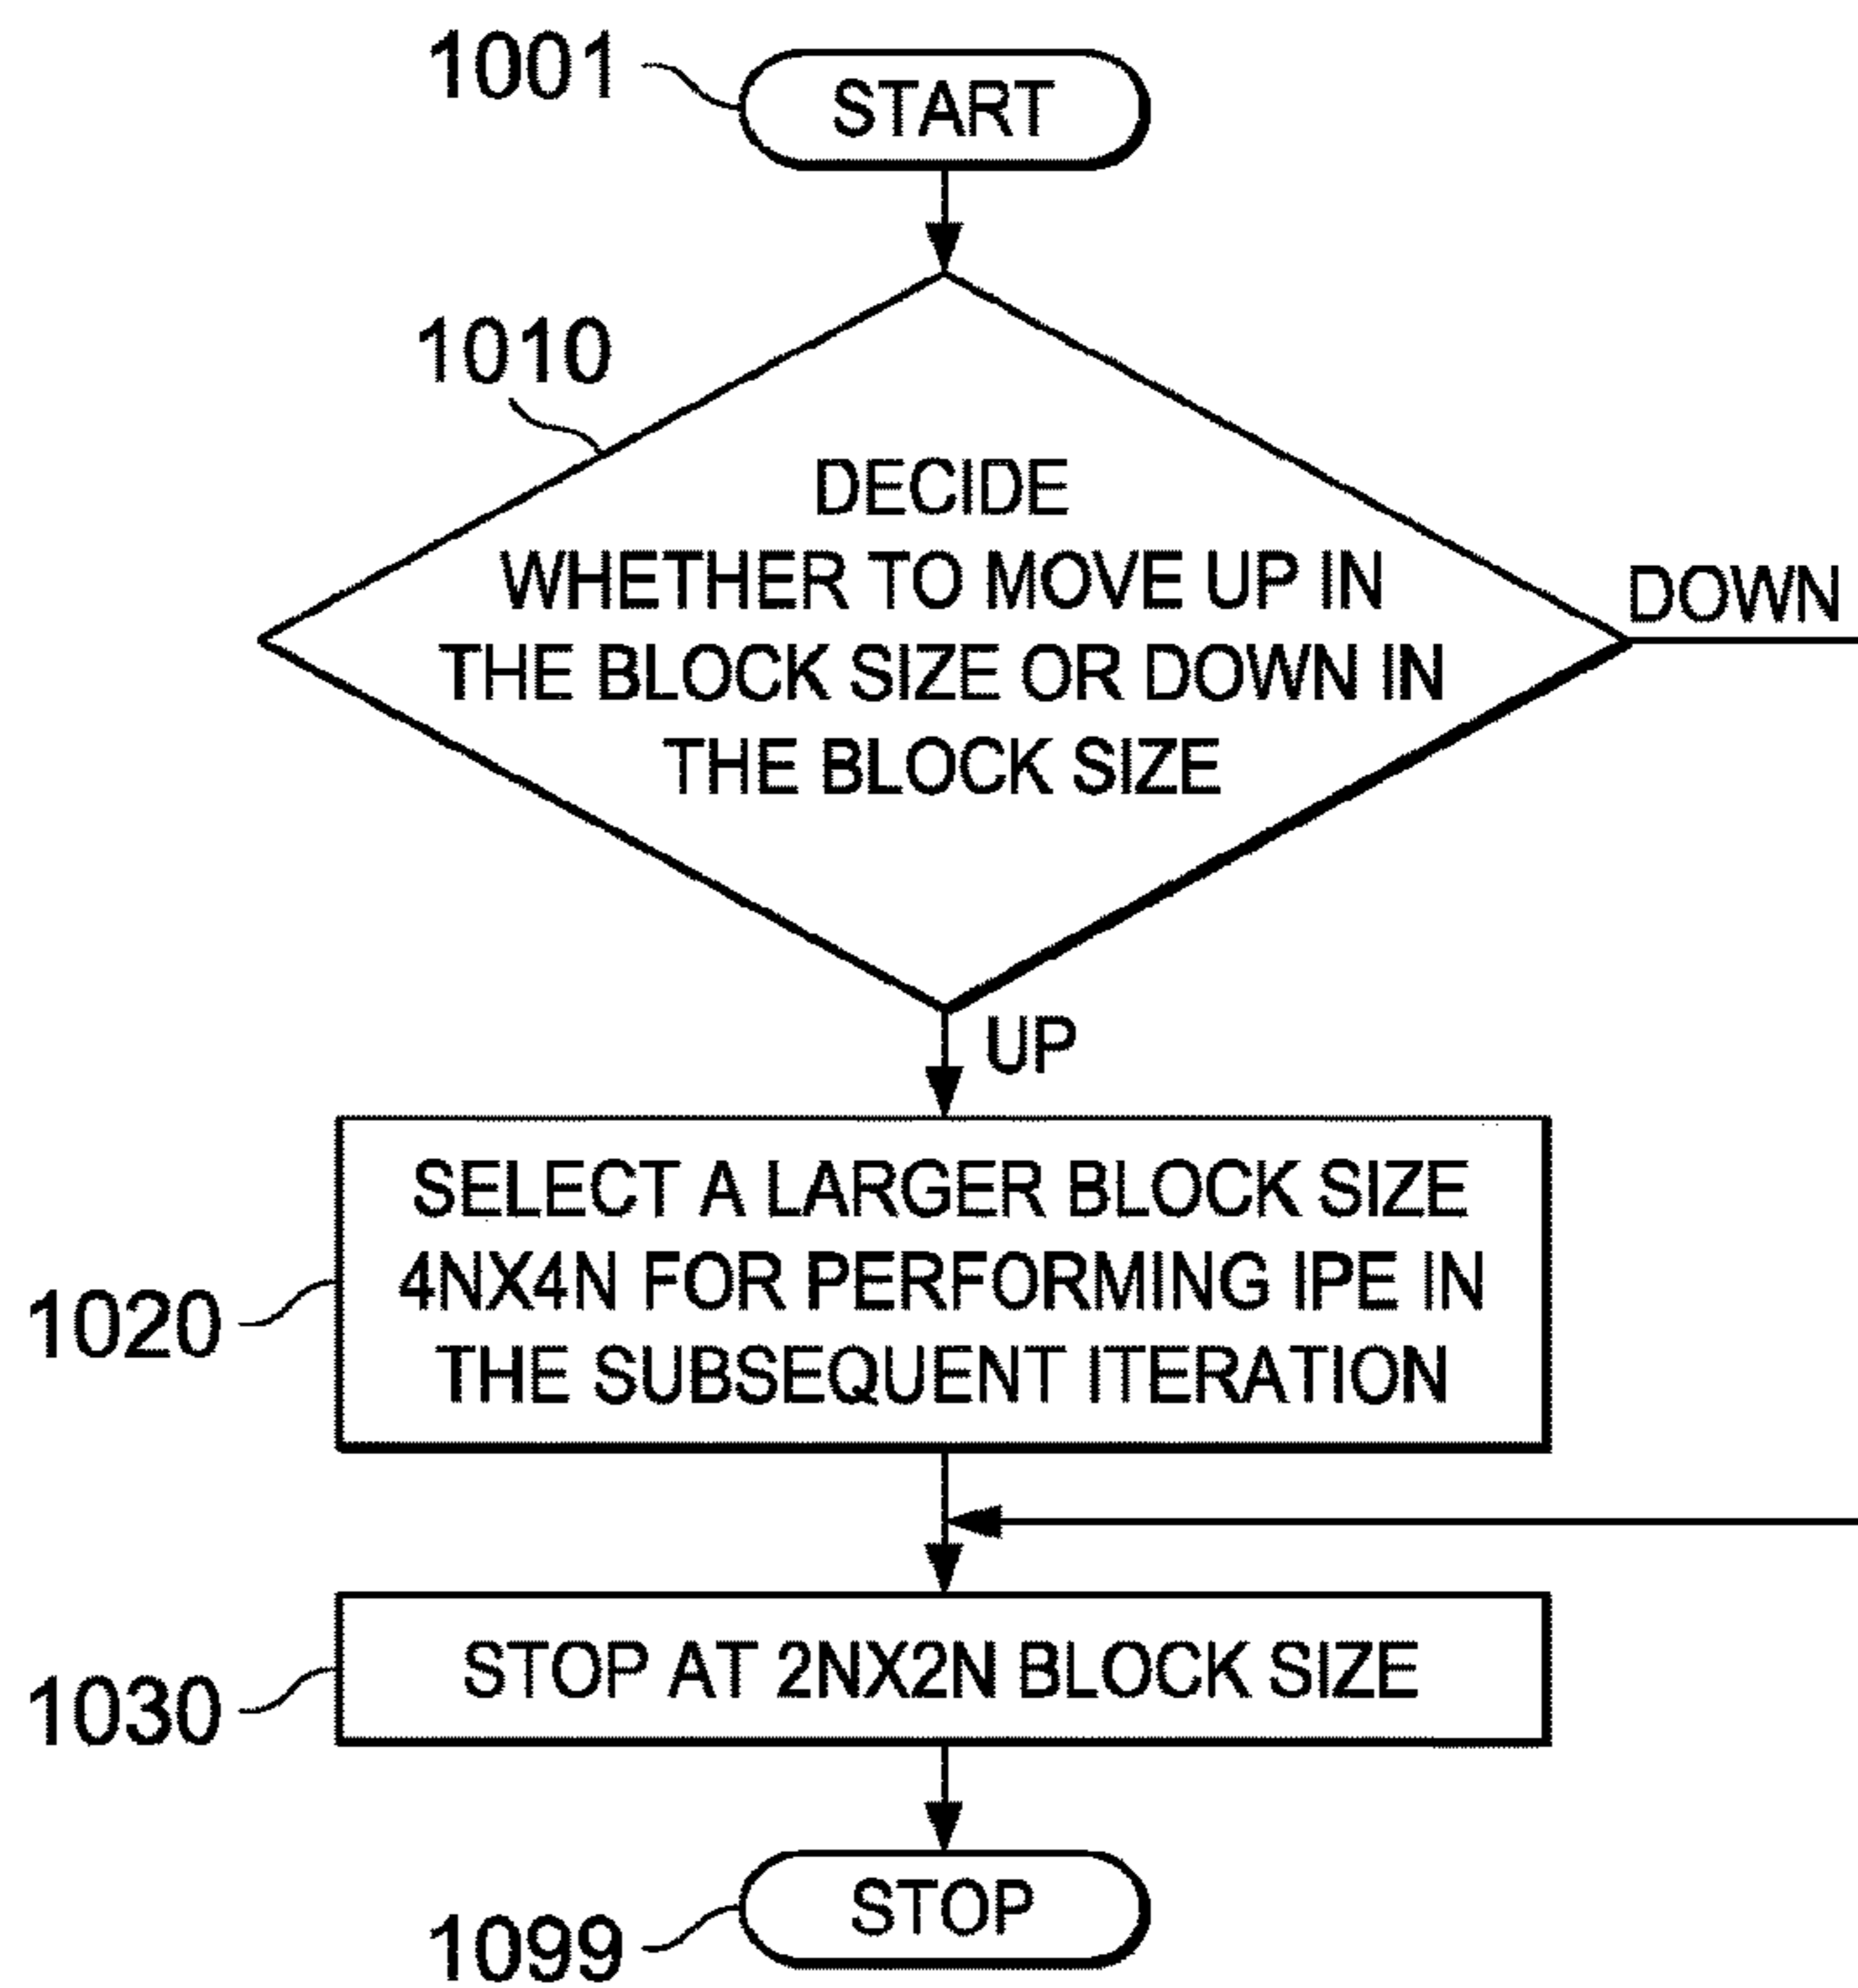 1001
START
1010
DECIDE
WHETHER TO MOVE UP IN
THE BLOCK SIZE OR DOWN IN
THE BLOCK SIZE
DOWN
UP
SELECT A LARGER BLOCK SIZE
4NX4N FOR PERFORMING IPE IN
THE SUBSEQUENT ITERATION
1020
STOP AT 2NX2N BLOCK SIZE
1030
STOP
1099